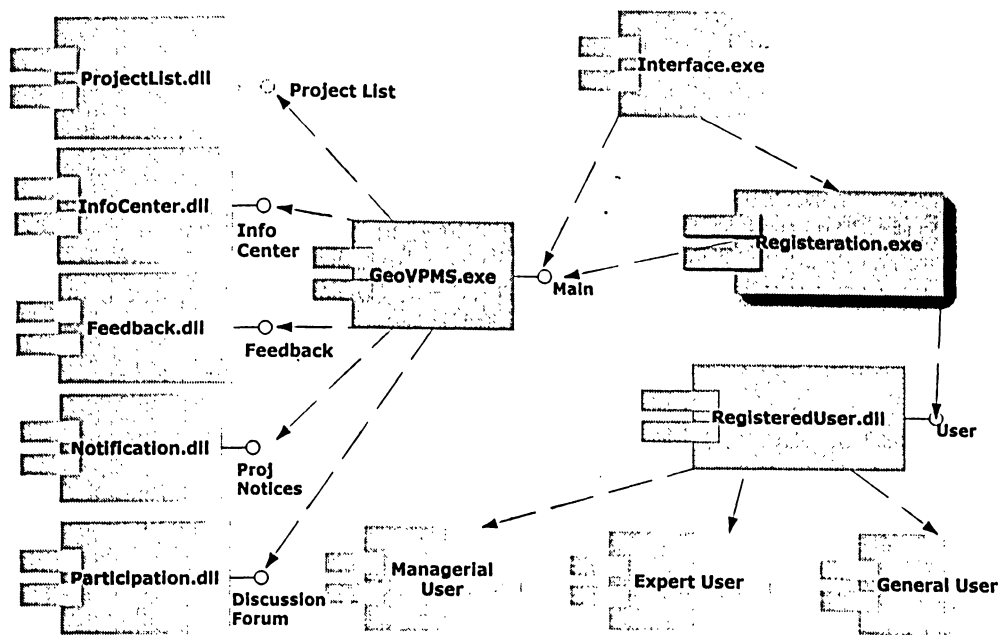 ProjectList.dll
Project List
Interface.exe
InfoCenter.dll
Info
Center
GeoVPMS.exe
Main
Registeration.exe
Feedback.dll
Feedback
RegisteredUser.dll
User
Notification.dll
Proj
Notices
Participation.dll
Discussion
Forum
Managerial
User
Expert User
General User